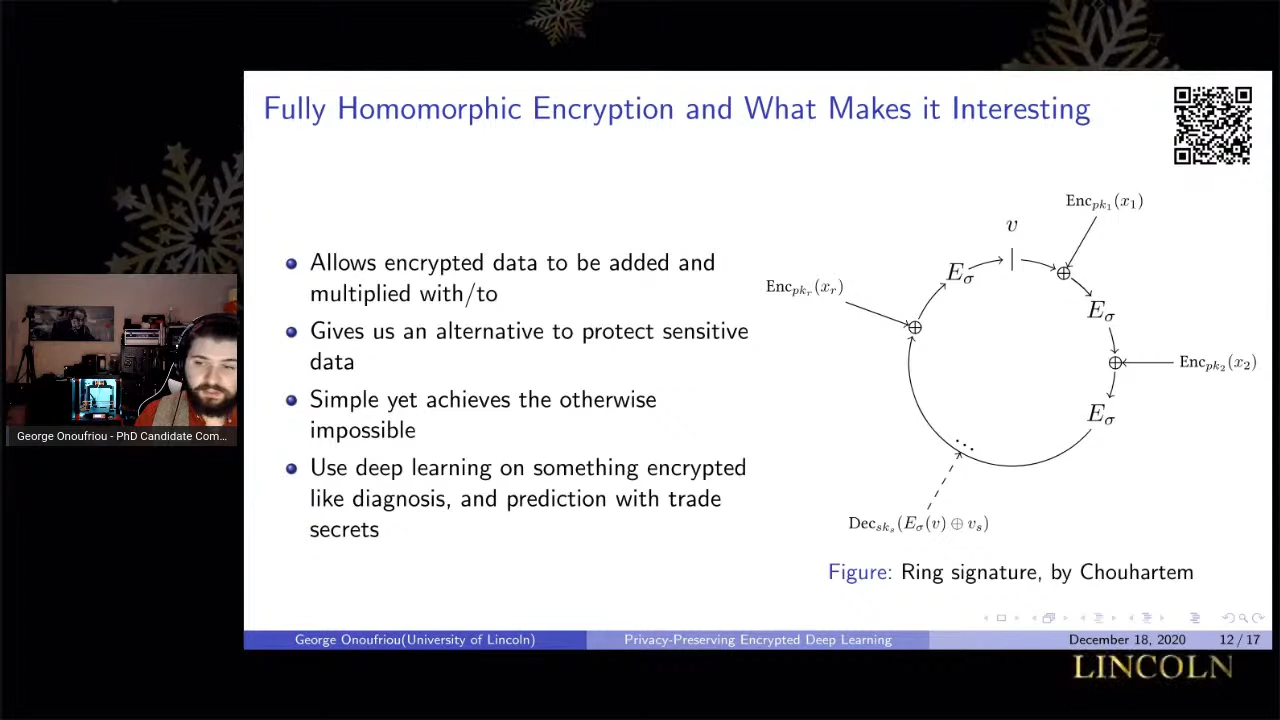 Fully Homomorphic Encryption and What Makes it Interesting
Allows encrypted data to be added and
multiplied with/to
Gives us an alternative to protect sensitive
data
Simple yet achieves the otherwise
impossible
Use deep learning on something encrypted
like diagnosis, and prediction with trade
secrets
Enc_{pk_1}(x_1)
v
E_σ
Enc_{pk_r}(x_r)
E_σ
Enc_{pk_2}(x_2)
E_σ
Dec_{sk_s}(E_σ(v) ⊕ v_s)
Figure: Ring signature, by Chouhartem
George Onoufriou - PhD Candidate Com...
George Onoufriou(University of Lincoln)
Privacy-Preserving Encrypted Deep Learning
December 18, 2020
12 / 17
LINCOLN